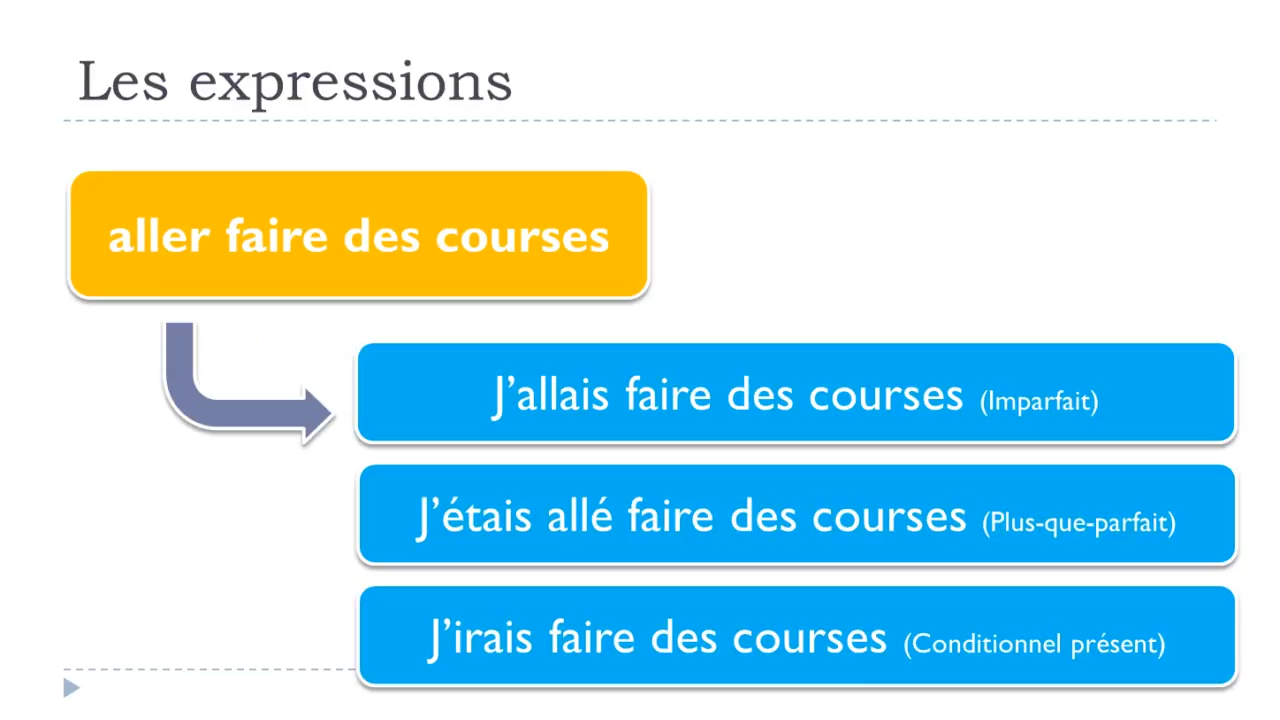 Les expressions
aller faire des courses
J’allais faire des courses (Imparfait)
J’étais allé faire des courses (Plus-que-parfait)
J’irais faire des courses (Conditionnel présent)